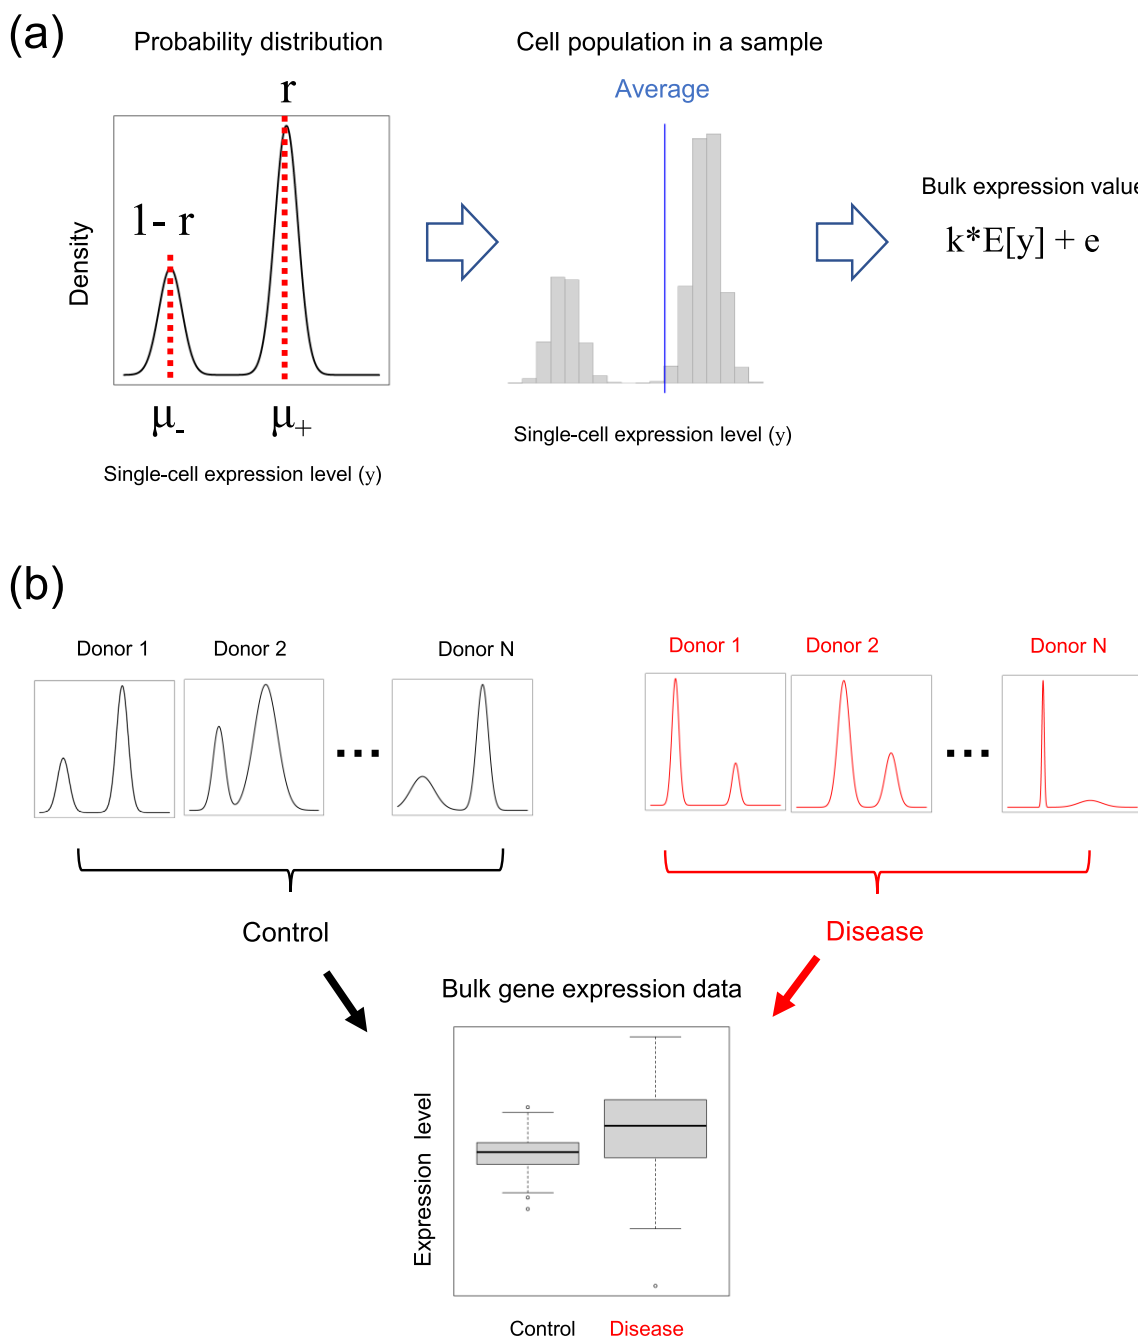 (a)
Probability distribution
Cell population in a sample
r
Average
1- r
Density
μ-
μ+
Single-cell expression level (y)
Single-cell expression level (y)
Bulk expression value
k*E[y] + e
(b)
Donor 1
Donor 2
...
Donor N
Donor 1
Donor 2
...
Donor N
Control
Disease
Bulk gene expression data
Expression level
Control
Disease